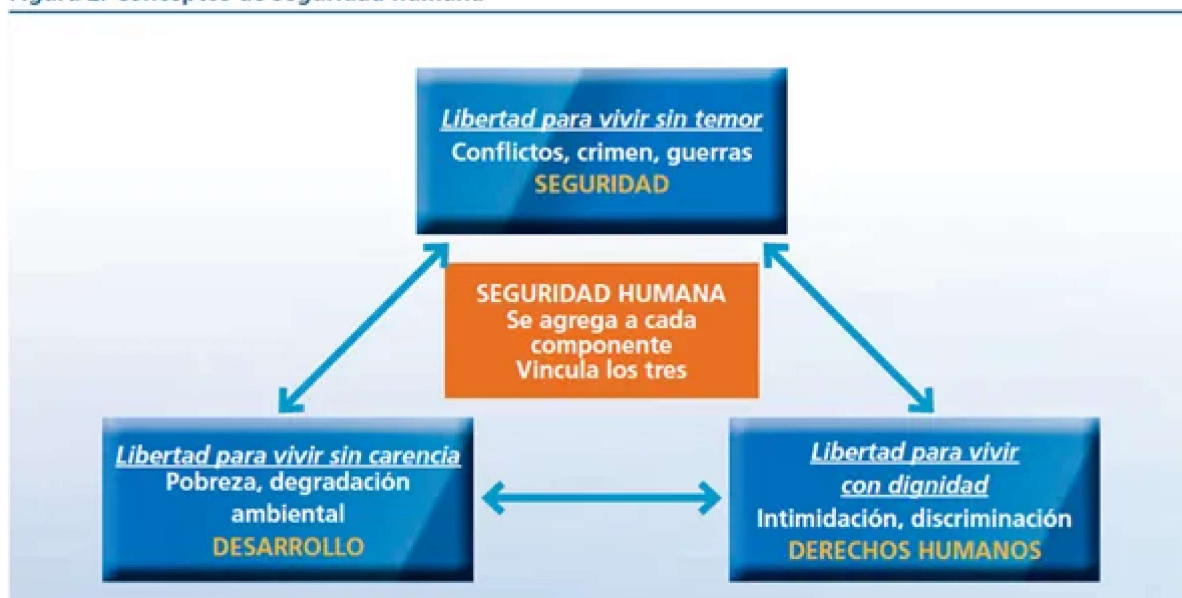 Libertad para vivir sin temor
Conflictos, crimen, guerras
SEGURIDAD
SEGURIDAD HUMANA
Se agrega a cada
componente
Vincula los tres
Libertad para vivir sin carencia
Pobreza, degradación
ambiental
DESARROLLO
Libertad para vivir
con dignidad
Intimidación, discriminación
DERECHOS HUMANOS